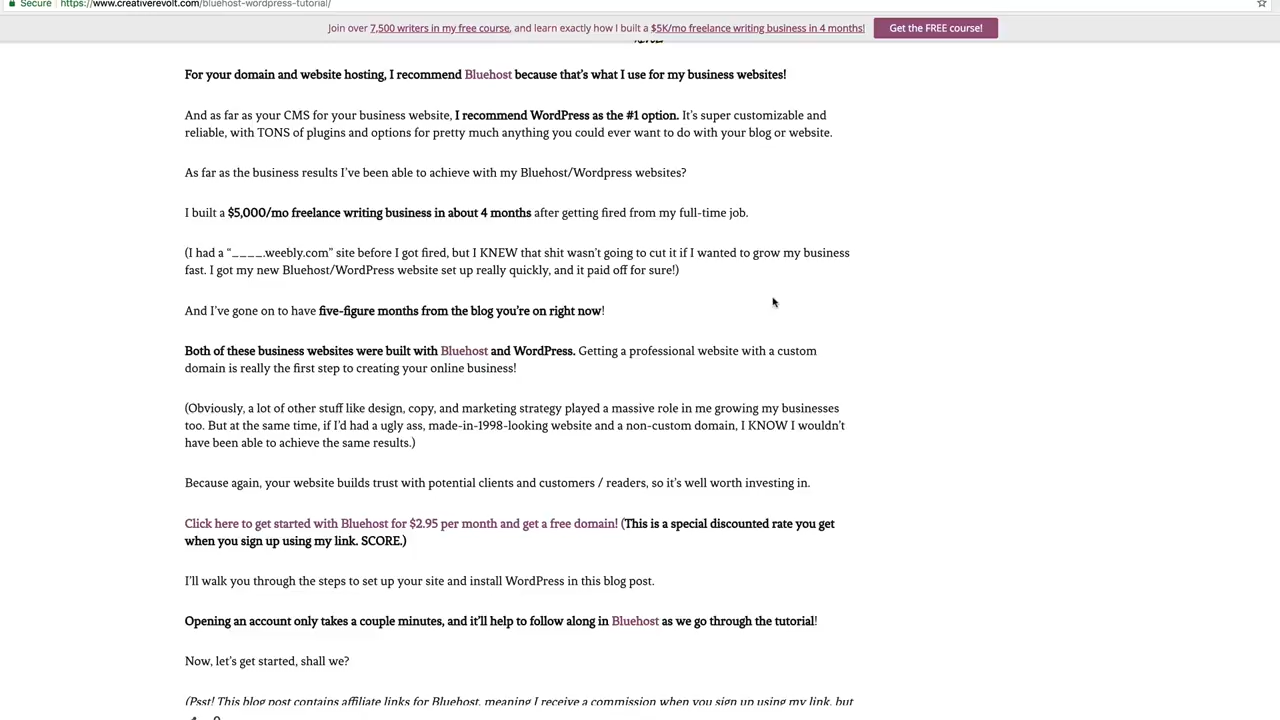 Secure https://www.creativerevolt.com/bluehost-wordpress-tutorial/
Join over 7,500 writers in my free course, and learn exactly how I built a $5K/mo freelance writing business in 4 months! Get the FREE course!
For your domain and website hosting, I recommend Bluehost because that's what I use for my business websites!
And as far as your CMS for your business website, I recommend WordPress as the #1 option. It's super customizable and
reliable, with TONS of plugins and options for pretty much anything you could ever want to do with your blog or website.
As far as the business results I've been able to achieve with my Bluehost/Wordpress websites?
I built a $5,000/mo freelance writing business in about 4 months after getting fired from my full-time job.
(I had a "____.weebly.com" site before I got fired, but I KNEW that shit wasn't going to cut it if I wanted to grow my business
fast. I got my new Bluehost/WordPress website set up really quickly, and it paid off for sure!)
And I've gone on to have five-figure months from the blog you're on right now!
Both of these business websites were built with Bluehost and WordPress. Getting a professional website with a custom
domain is really the first step to creating your online business!
(Obviously, a lot of other stuff like design, copy, and marketing strategy played a massive role in me growing my businesses
too. But at the same time, if I'd had a ugly ass, made-in-1998-looking website and a non-custom domain, I KNOW I wouldn't
have been able to achieve the same results.)
Because again, your website builds trust with potential clients and customers / readers, so it's well worth investing in.
Click here to get started with Bluehost for $2.95 per month and get a free domain! (This is a special discounted rate you get
when you sign up using my link. SCORE.)
I'll walk you through the steps to set up your site and install WordPress in this blog post.
Opening an account only takes a couple minutes, and it'll help to follow along in Bluehost as we go through the tutorial!
Now, let's get started, shall we?
(Psst! This blog post contains affiliate links for Bluehost, meaning I receive a commission when you sign up using my link, but